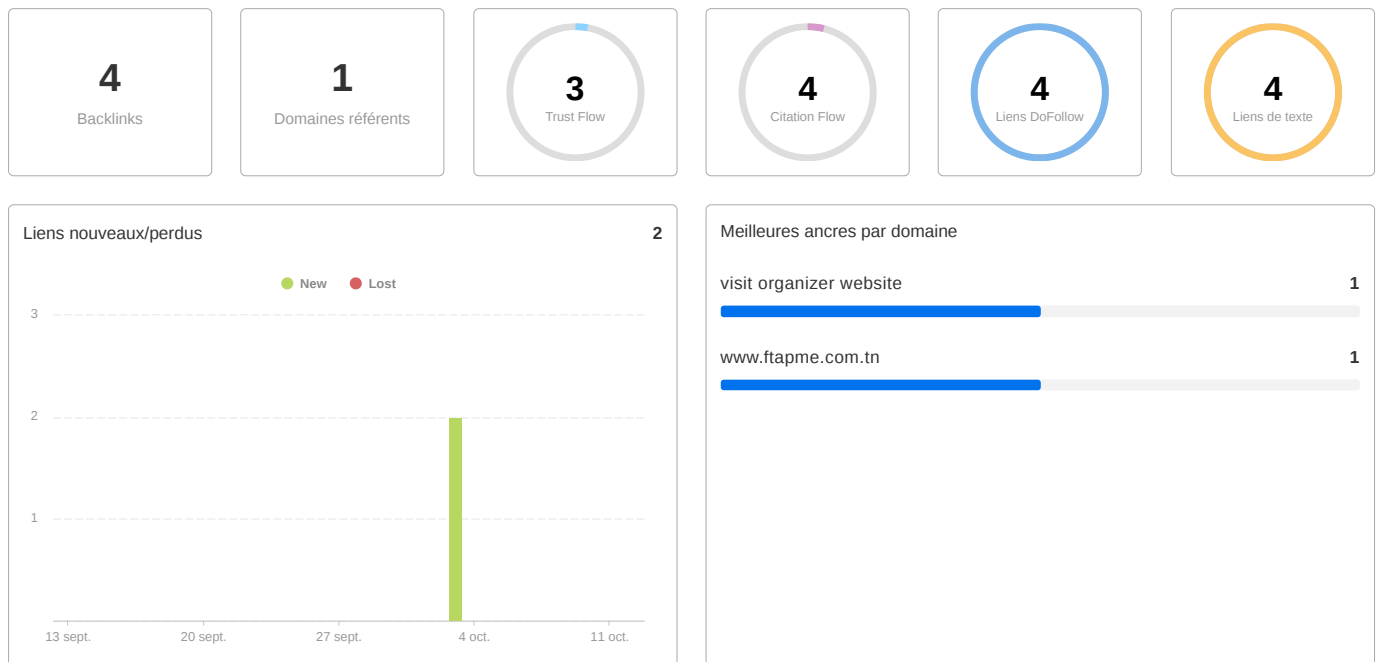 4
Backlinks
1
Domaines référents
3
Trust Flow
4
Citation Flow
4
Liens DoFollow
4
Liens de texte
Liens nouveaux/perdus 2
New Lost
3
2
1
13 sept. 20 sept. 27 sept. 4 oct. 11 oct.
Meilleures ancres par domaine
visit organizer website 1
www.ftapme.com.tn 1